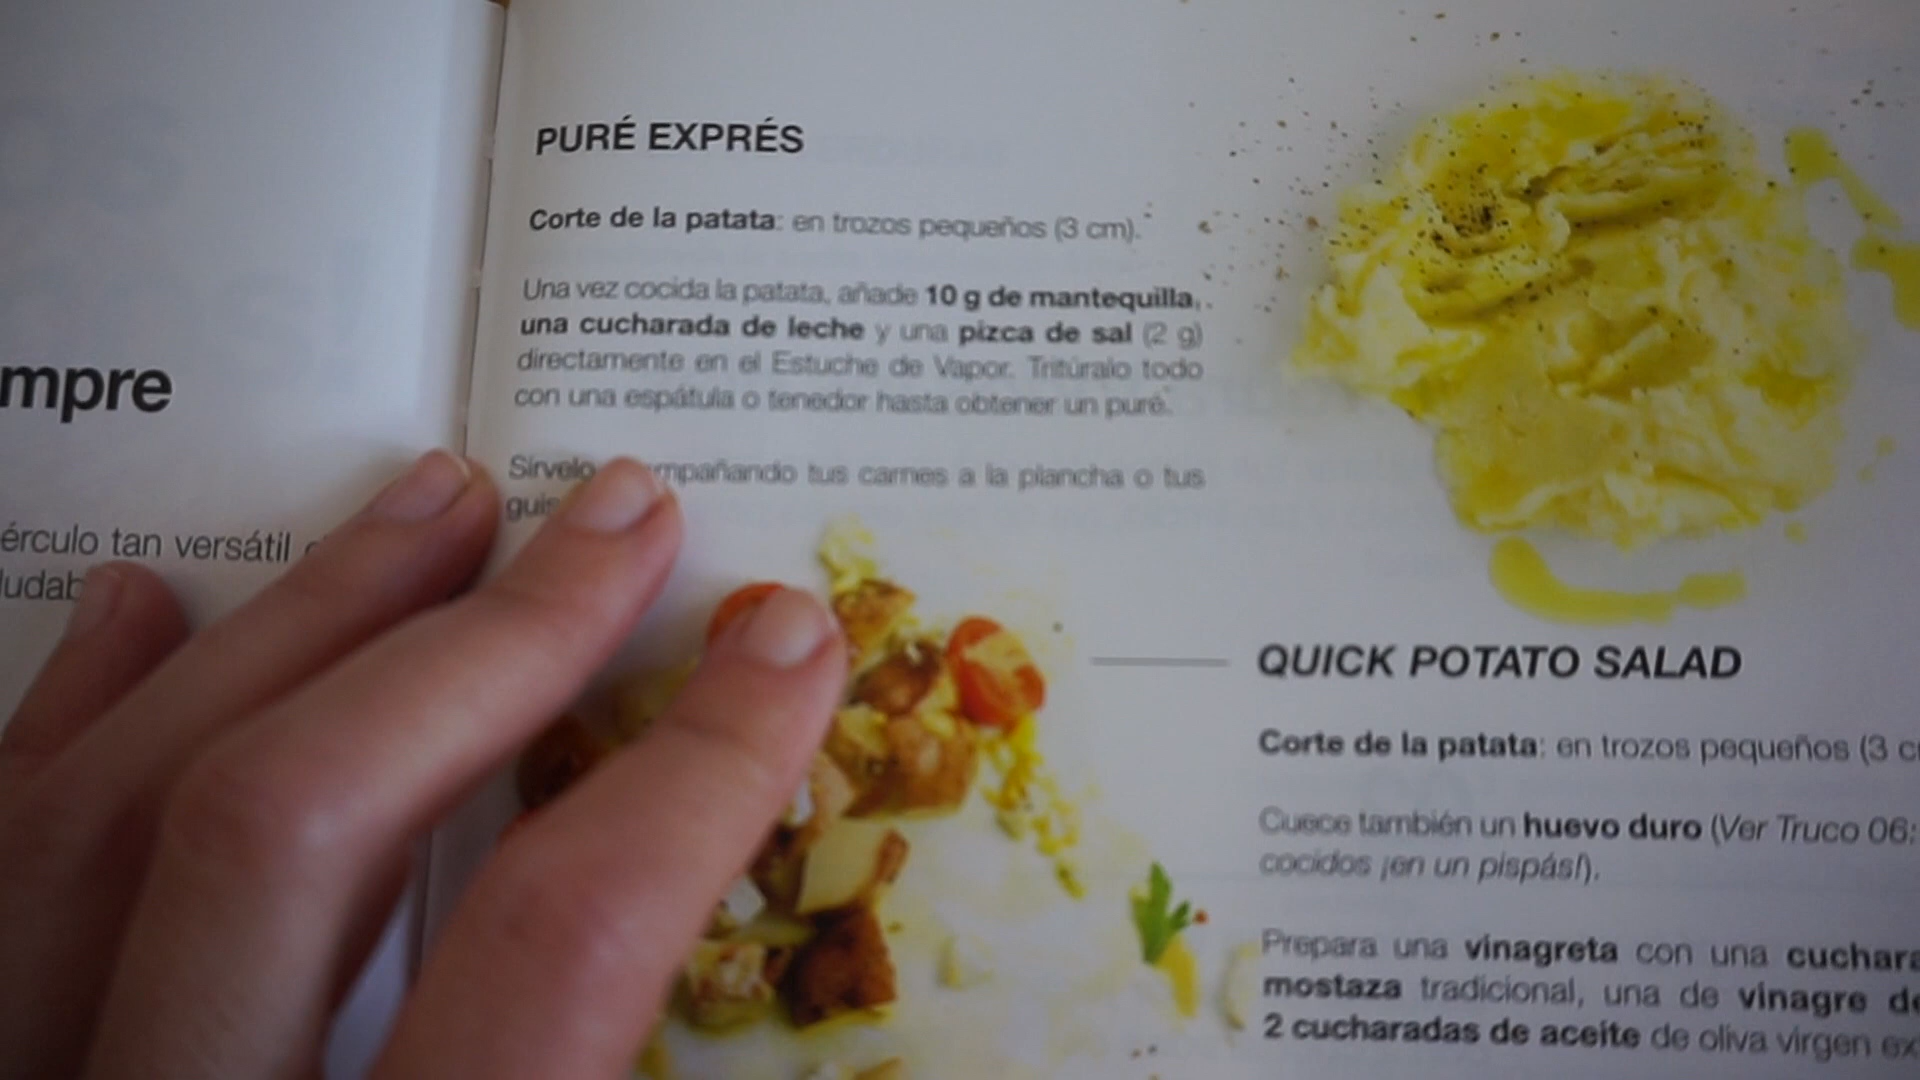 mpre
érculo tan versátil
ludab
PURÉ EXPRÉS
Corte de la patata: en trozos pequeños (3 cm).
Una vez cocida la patata, añade 10 g de mantequilla,
una cucharada de leche y una pizca de sal (2 g)
directamente en el Estuche de Vapor. Tritúralo todo
con una espátula o tenedor hasta obtener un puré.
Sírvelo mpañando tus carnes a la plancha o tus
guis
QUICK POTATO SALAD
Corte de la patata: en trozos pequeños (3 c
Cuece también un huevo duro (Ver Truco 06:
cocidos ¡en un pispás!).
Prepara una vinagreta con una cuchara
mostaza tradicional, una de vinagre de
2 cucharadas de aceite de oliva virgen ex